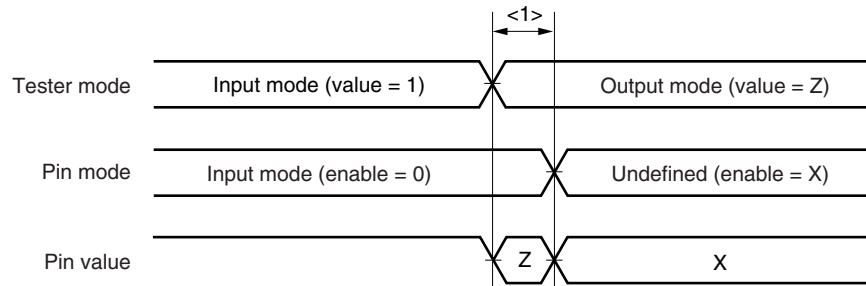 <1>
Tester mode Input mode (value = 1) Output mode (value = Z)
Pin mode Input mode (enable = 0) Undefined (enable = X)
Pin value Z X